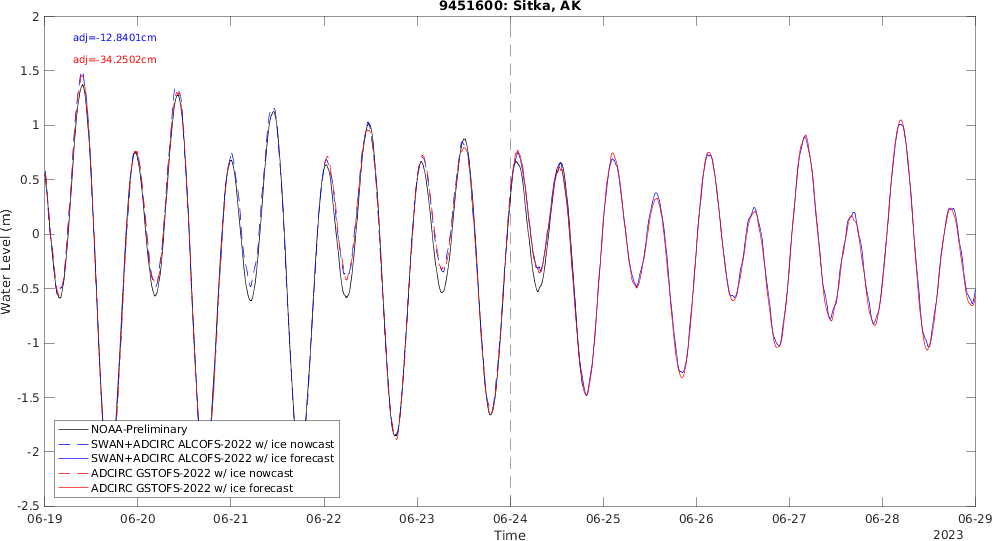 9451600: Sitka, AK
adj=-12.8401cm
adj=-34.2502cm
2
1.5
1
0.5
0
-0.5
-1
-1.5
-2
-2.5
Water Level (m)
NOAA-Preliminary
SWAN+ADCIRC ALCOFS-2022 w/ ice nowcast
SWAN+ADCIRC ALCOFS-2022 w/ ice forecast
ADCIRC GSTOFS-2022 w/ ice nowcast
ADCIRC GSTOFS-2022 w/ ice forecast
06-19 06-20 06-21 06-22 06-23 06-24 06-25 06-26 06-27 06-28 06-29
Time
2023